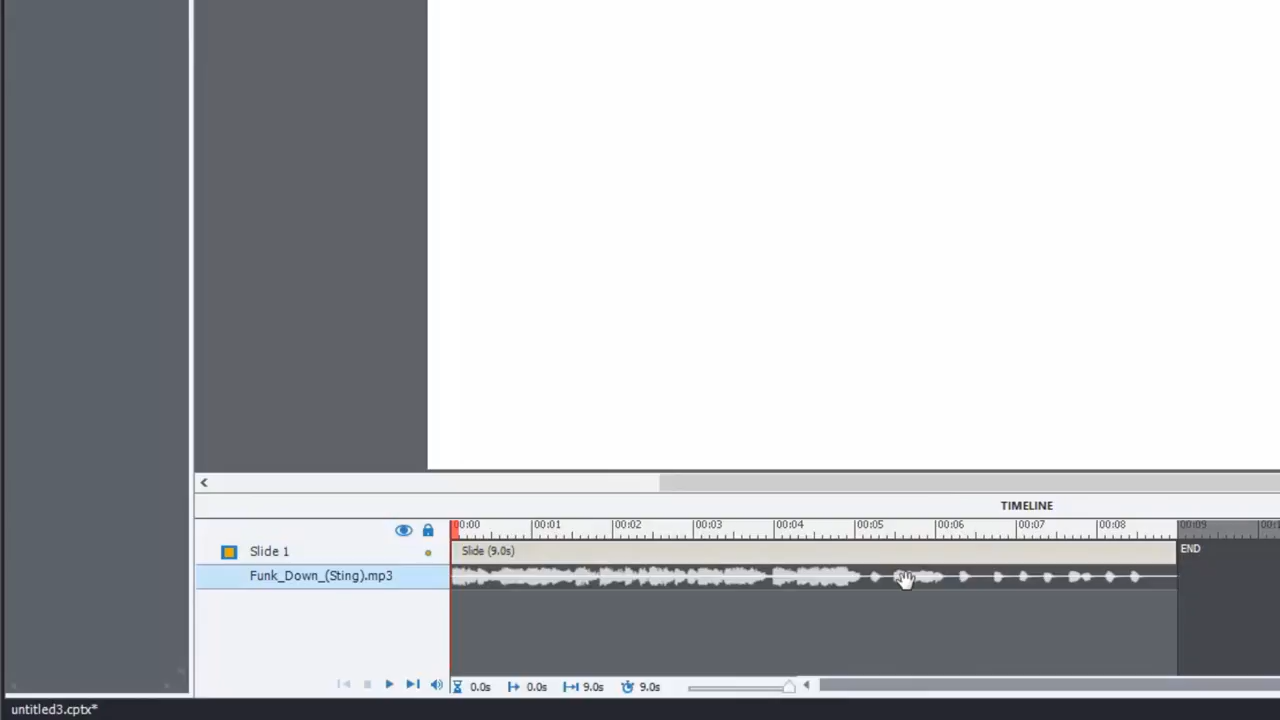 TIMELINE
00:00 00:01 00:02 00:03 00:04 00:05 00:06 00:07 00:08 00:09
Slide 1 Slide (9.0s) END
Funk_Down_(Sting).mp3
0.0s 0.0s 9.0s 9.0s
untitled3.cptx*